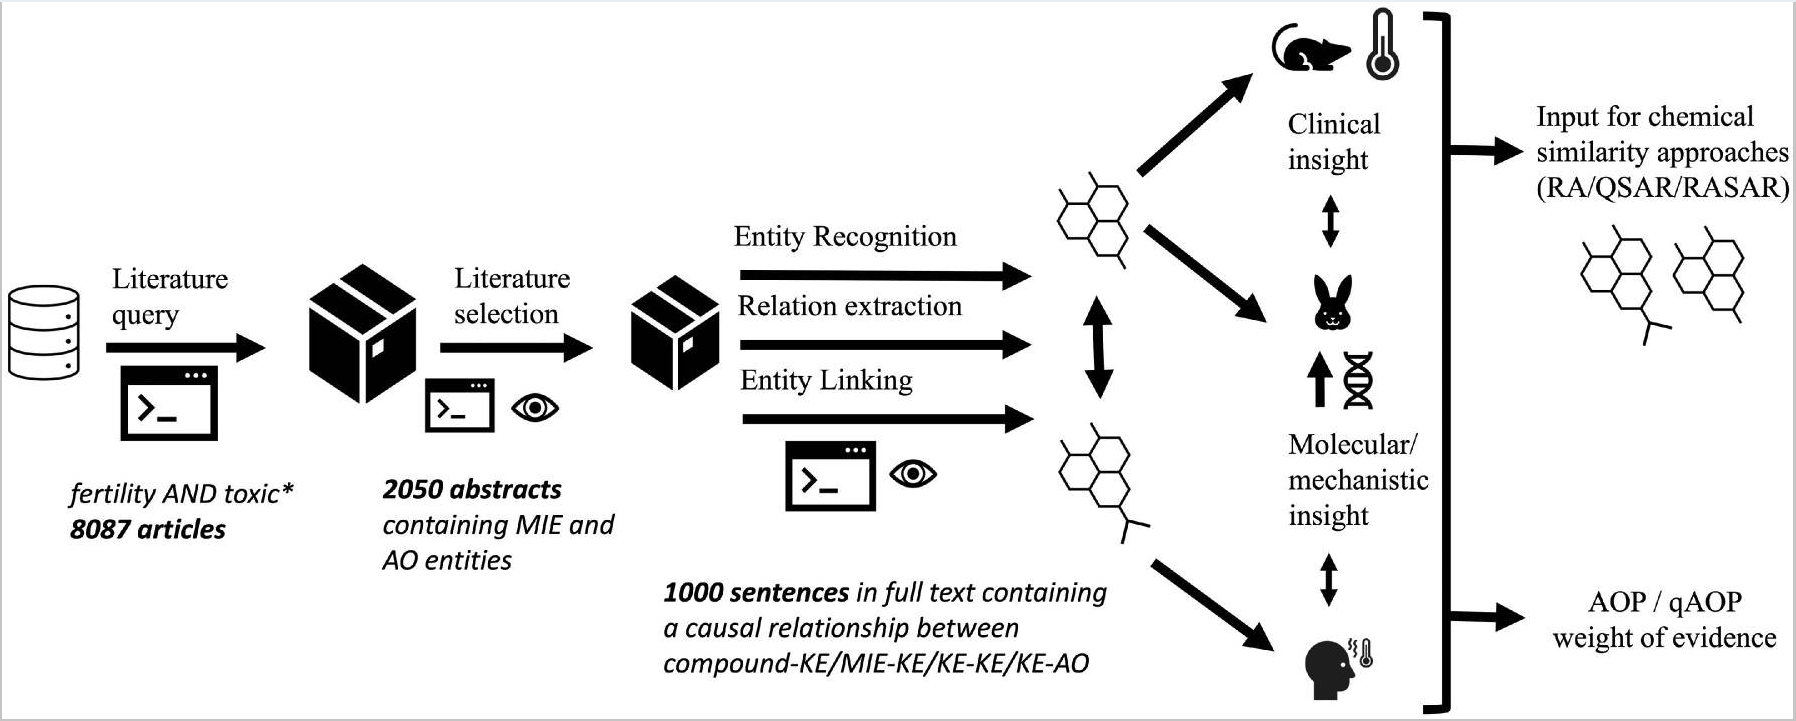 Literature
query
fertility AND toxic*
8087 articles
Literature
selection
2050 abstracts
containing MIE and
AO entities
Entity Recognition
Relation extraction
Entity Linking
1000 sentences in full text containing
a causal relationship between
compound-KE/MIE-KE/KE-KE/KE-AO
Clinical
insight
Molecular/
mechanistic
insight
Input for chemical
similarity approaches
(RA/QSAR/RASAR)
AOP / qAOP
weight of evidence